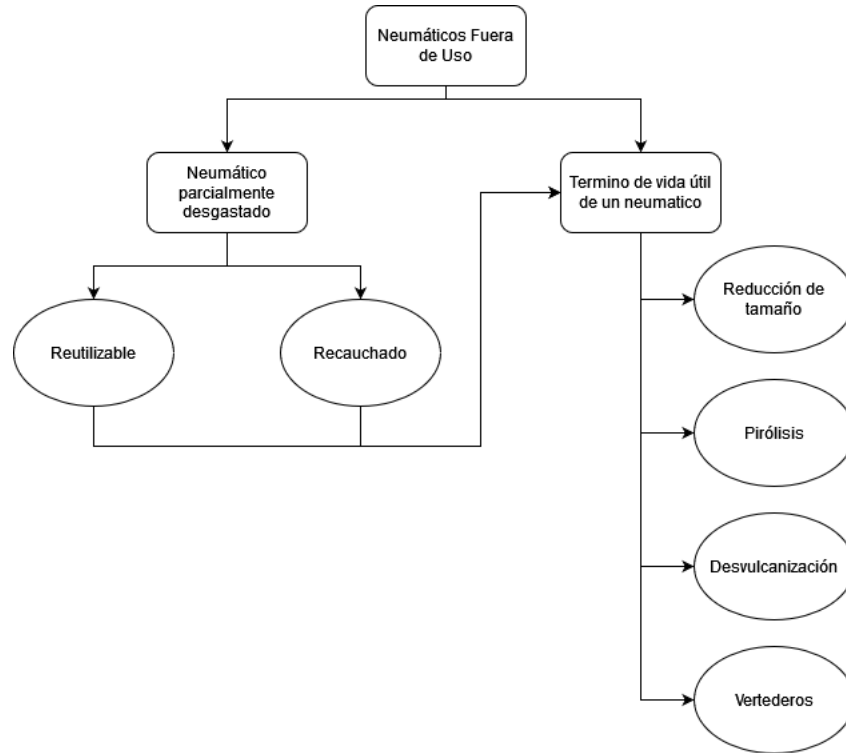 Neumáticos Fuera
de Uso
Neumático
parcialmente
desgastado
Termino de vida útil
de un neumatico
Reutilizable
Recauchado
Reducción de
tamaño
Pirólisis
Desvulcanización
Vertederos